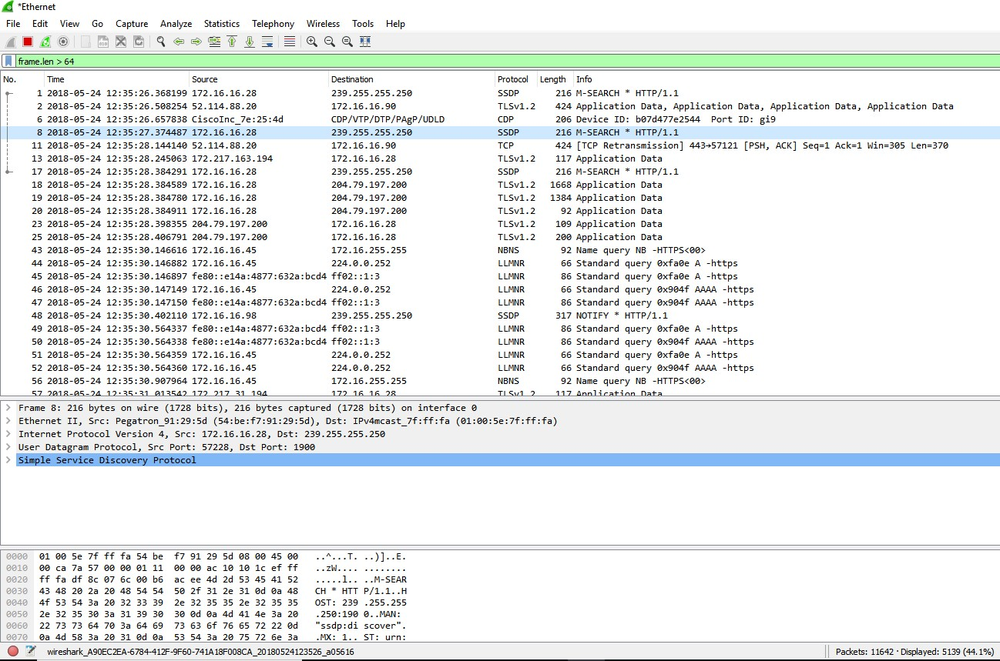 *Ethernet
File Edit View Go Capture Analyze Statistics Telephony Wireless Tools Help
frame.len > 64
No. Time Source Destination Protocol Length Info
1 2018-05-24 12:35:26.368199 172.16.16.28 239.255.255.250 SSDP 216 M-SEARCH * HTTP/1.1
2 2018-05-24 12:35:26.508254 52.114.88.20 172.16.16.90 TLSv1.2 424 Application Data, Application Data, Application Data, Application Data
6 2018-05-24 12:35:26.657838 CiscoInc_7e:25:4d CDP/VTP/DTP/PAgP/UDLD CDP 206 Device ID: b07d477e2544 Port ID: gi9
8 2018-05-24 12:35:27.374487 172.16.16.28 239.255.255.250 SSDP 216 M-SEARCH * HTTP/1.1
11 2018-05-24 12:35:28.144140 52.114.88.20 172.16.16.90 TCP 424 [TCP Retransmission] 443→57121 [PSH, ACK] Seq=1 Ack=1 Win=305 Len=370
13 2018-05-24 12:35:28.245063 172.217.163.194 172.16.16.28 TLSv1.2 117 Application Data
17 2018-05-24 12:35:28.384291 172.16.16.28 239.255.255.250 SSDP 216 M-SEARCH * HTTP/1.1
18 2018-05-24 12:35:28.384589 172.16.16.28 204.79.197.200 TLSv1.2 1668 Application Data
19 2018-05-24 12:35:28.384780 172.16.16.28 204.79.197.200 TLSv1.2 1384 Application Data
20 2018-05-24 12:35:28.384911 172.16.16.28 204.79.197.200 TLSv1.2 92 Application Data
23 2018-05-24 12:35:28.398355 204.79.197.200 172.16.16.28 TLSv1.2 109 Application Data
25 2018-05-24 12:35:28.406791 204.79.197.200 172.16.16.28 TLSv1.2 200 Application Data
43 2018-05-24 12:35:30.146616 172.16.16.45 172.16.255.255 NBNS 92 Name query NB -HTTPS<00>
44 2018-05-24 12:35:30.146882 172.16.16.45 224.0.0.252 LLMNR 66 Standard query 0xfa0e A -https
45 2018-05-24 12:35:30.146897 fe80::e14a:4877:632a:bcd4 ff02::1:3 LLMNR 86 Standard query 0xfa0e A -https
46 2018-05-24 12:35:30.147149 172.16.16.45 224.0.0.252 LLMNR 66 Standard query 0x904f AAAA -https
47 2018-05-24 12:35:30.147150 fe80::e14a:4877:632a:bcd4 ff02::1:3 LLMNR 86 Standard query 0x904f AAAA -https
48 2018-05-24 12:35:30.402110 172.16.16.98 239.255.255.250 SSDP 317 NOTIFY * HTTP/1.1
49 2018-05-24 12:35:30.564337 fe80::e14a:4877:632a:bcd4 ff02::1:3 LLMNR 86 Standard query 0xfa0e A -https
50 2018-05-24 12:35:30.564338 fe80::e14a:4877:632a:bcd4 ff02::1:3 LLMNR 86 Standard query 0x904f AAAA -https
51 2018-05-24 12:35:30.564359 172.16.16.45 224.0.0.252 LLMNR 66 Standard query 0xfa0e A -https
52 2018-05-24 12:35:30.564360 172.16.16.45 224.0.0.252 LLMNR 66 Standard query 0x904f AAAA -https
56 2018-05-24 12:35:30.907964 172.16.16.45 172.16.255.255 NBNS 92 Name query NB -HTTPS<00>
57 2018-05-24 12:35:31.013542 172.217.31.194 172.16.16.28 TLSv1.2 117 Application Data
Frame 8: 216 bytes on wire (1728 bits), 216 bytes captured (1728 bits) on interface 0
Ethernet II, Src: Pegatron_91:29:5d (54:be:f7:91:29:5d), Dst: IPv4mcast_7f:ff:fa (01:00:5e:7f:ff:fa)
Internet Protocol Version 4, Src: 172.16.16.28, Dst: 239.255.255.250
User Datagram Protocol, Src Port: 57228, Dst Port: 1900
Simple Service Discovery Protocol
0000 01 00 5e 7f ff fa 54 be f7 91 29 5d 08 00 45 00 ..^...T. ..)]..E.
0010 00 ca 7a 57 00 00 01 11 00 00 ac 10 10 1c ef ff ..zW.... ........
0020 ff fa df 8c 07 6c 00 b6 ac ee 4d 2d 53 45 41 52 .....l.. ..M-SEAR
0030 43 48 20 2a 20 48 54 54 50 2f 31 2e 31 0d 0a 48 CH * HTT P/1.1..H
0040 4f 53 54 3a 20 32 33 39 2e 32 35 35 2e 32 35 35 OST: 239 .255.255
0050 2e 32 35 30 3a 31 39 30 30 0d 0a 4d 41 4e 3a 20 .250:190 0..MAN:
0060 22 73 73 64 70 3a 64 69 73 63 6f 76 65 72 22 0d "ssdp:di scover".
0070 0a 4d 58 3a 20 31 0d 0a 53 54 3a 20 75 72 6e 3a .MX: 1.. ST: urn:
wireshark_A90EC2EA-6784-412F-9F60-741A18F008CA_20180524123526_a05616
Packets: 11642 · Displayed: 5139 (44.1%)